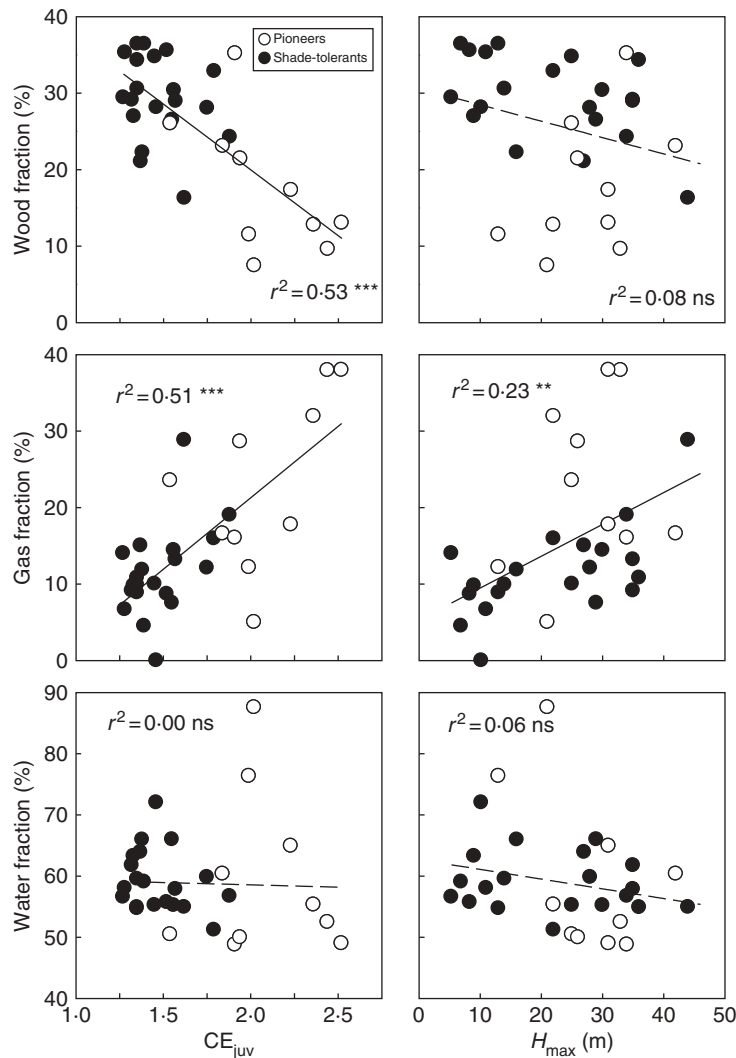 40
30
20
10
0
Wood fraction (%)
Pioneers
Shade-tolerants
r² = 0·53 ***
r² = 0·08 ns
40
30
20
10
0
Gas fraction (%)
r² = 0·51 ***
r² = 0·23 **
90
80
70
60
50
40
Water fraction (%)
r² = 0·00 ns
r² = 0·06 ns
1·0 1·5 2·0 2·5
0 10 20 30 40 50
CEjuv
Hmax (m)